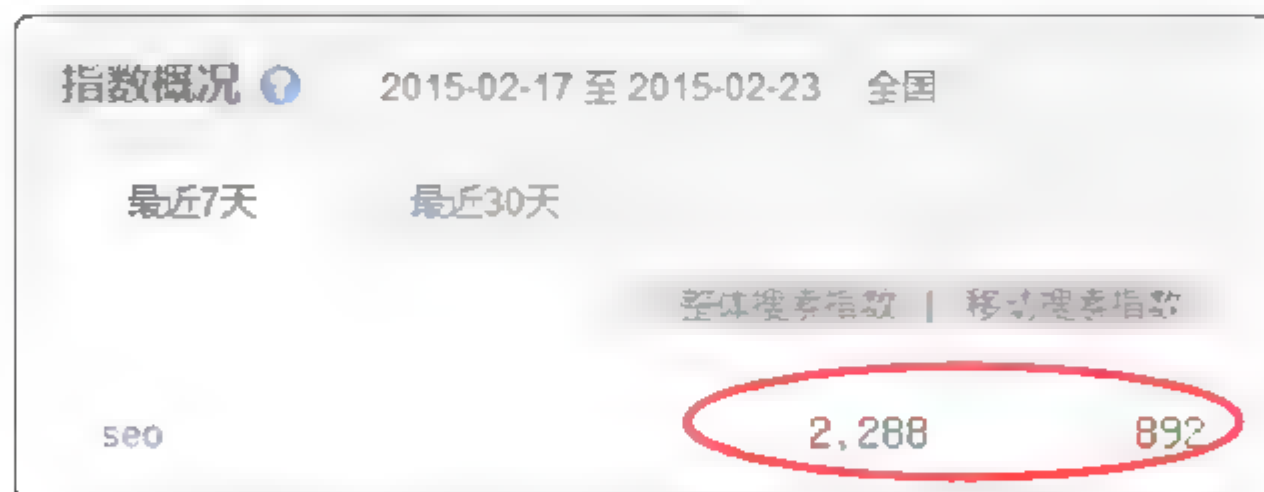 指数概况 2015-02-17 至 2015-02-23 全国
最近7天 最近30天
整体搜索指数 | 移动搜索指数
seo 2,288 892